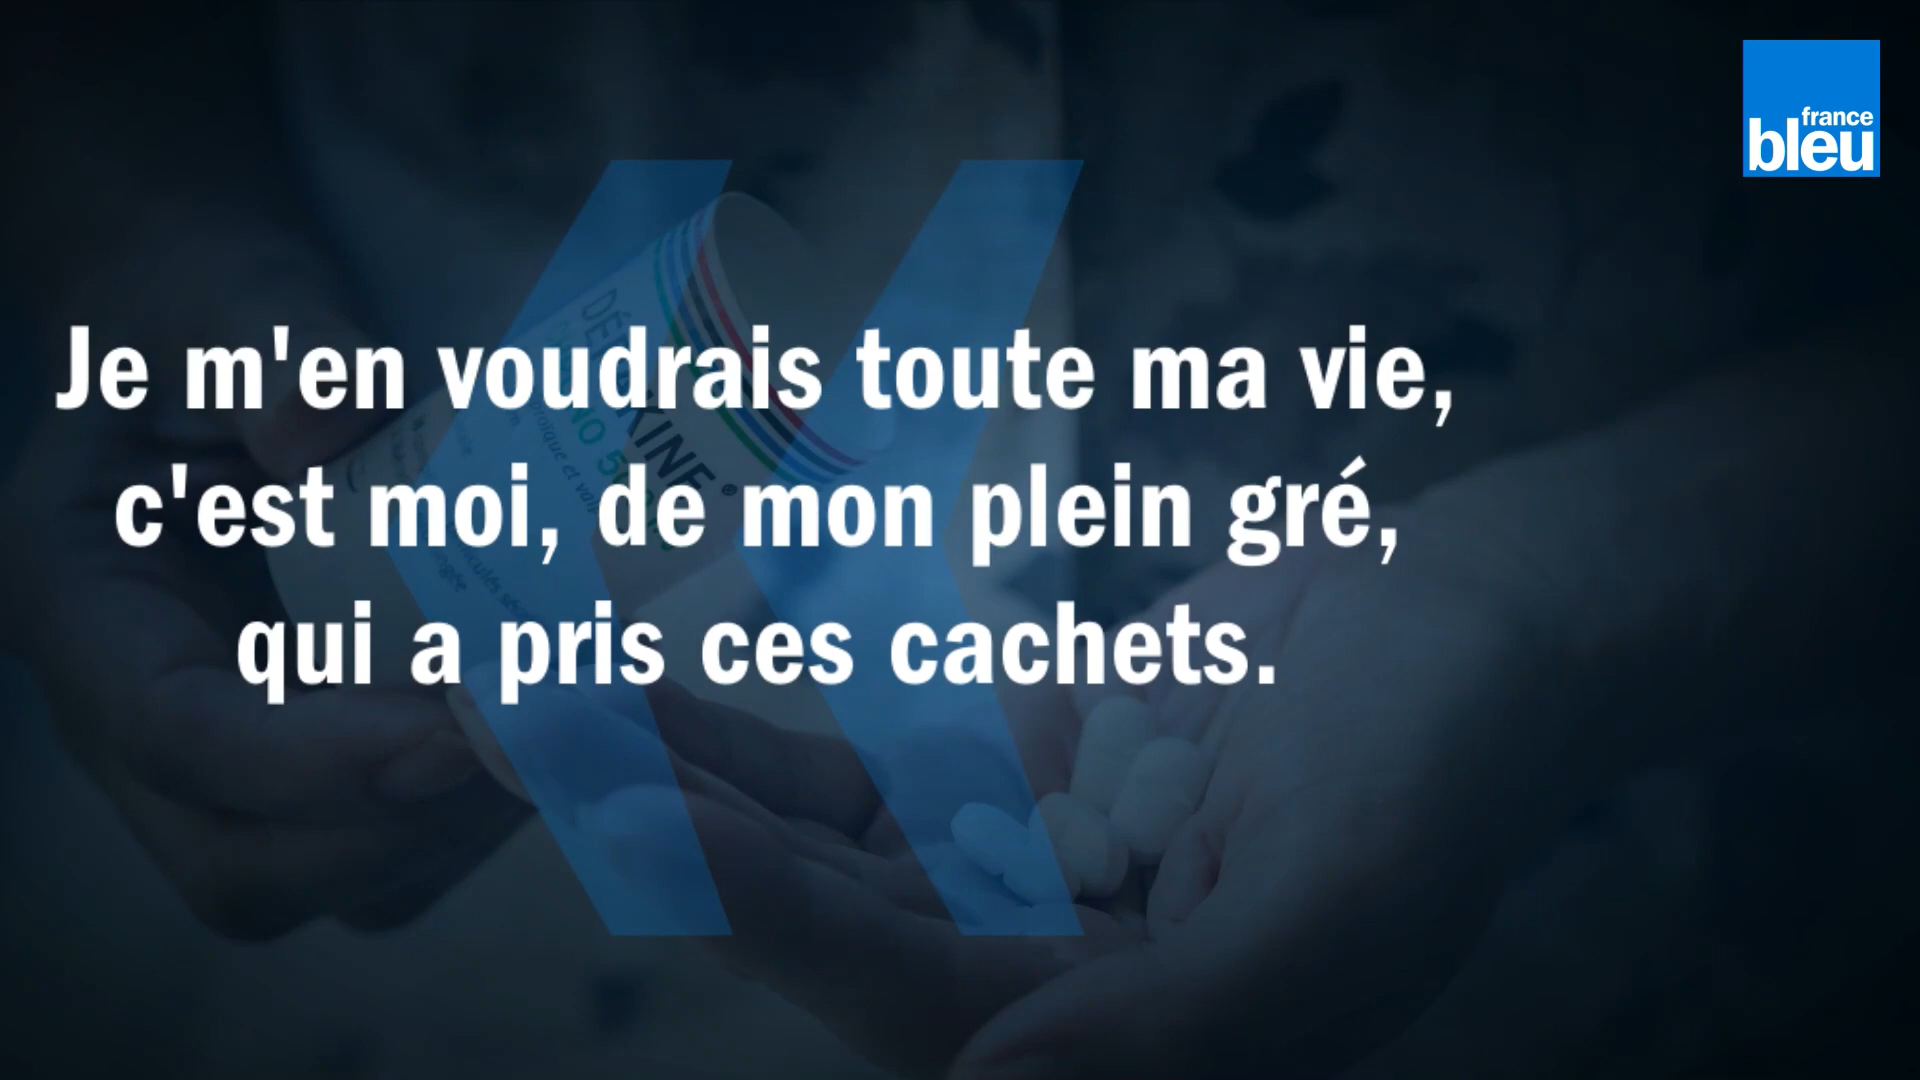 france
bleu
Je m'en voudrais toute ma vie,
c'est moi, de mon plein gré,
qui a pris ces cachets.